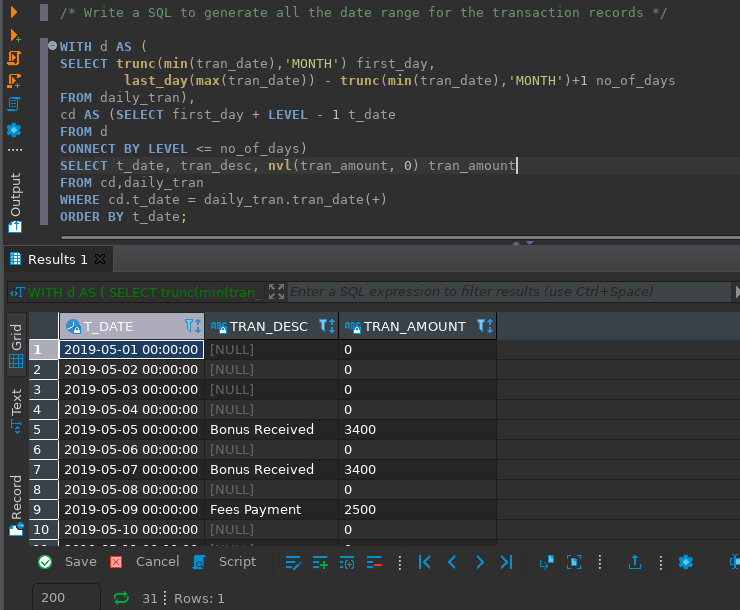 /* Write a SQL to generate all the date range for the transaction records */
WITH d AS (
SELECT trunc(min(tran_date),'MONTH') first_day,
last_day(max(tran_date)) - trunc(min(tran_date),'MONTH')+1 no_of_days
FROM daily_tran),
cd AS (SELECT first_day + LEVEL - 1 t_date
FROM d
CONNECT BY LEVEL <= no_of_days)
SELECT t_date, tran_desc, nvl(tran_amount, 0) tran_amount
FROM cd,daily_tran
WHERE cd.t_date = daily_tran.tran_date(+)
ORDER BY t_date;
Output
Results 1
WITH d AS ( SELECT trunc(min(tran_
Enter a SQL expression to filter results (use Ctrl+Space)
Grid
Text
Record
T_DATE TRAN_DESC TRAN_AMOUNT
1 2019-05-01 00:00:00 [NULL] 0
2 2019-05-02 00:00:00 [NULL] 0
3 2019-05-03 00:00:00 [NULL] 0
4 2019-05-04 00:00:00 [NULL] 0
5 2019-05-05 00:00:00 Bonus Received 3400
6 2019-05-06 00:00:00 [NULL] 0
7 2019-05-07 00:00:00 Bonus Received 3400
8 2019-05-08 00:00:00 [NULL] 0
9 2019-05-09 00:00:00 Fees Payment 2500
10 2019-05-10 00:00:00 [NULL] 0
Save Cancel Script
200 31 Rows: 1